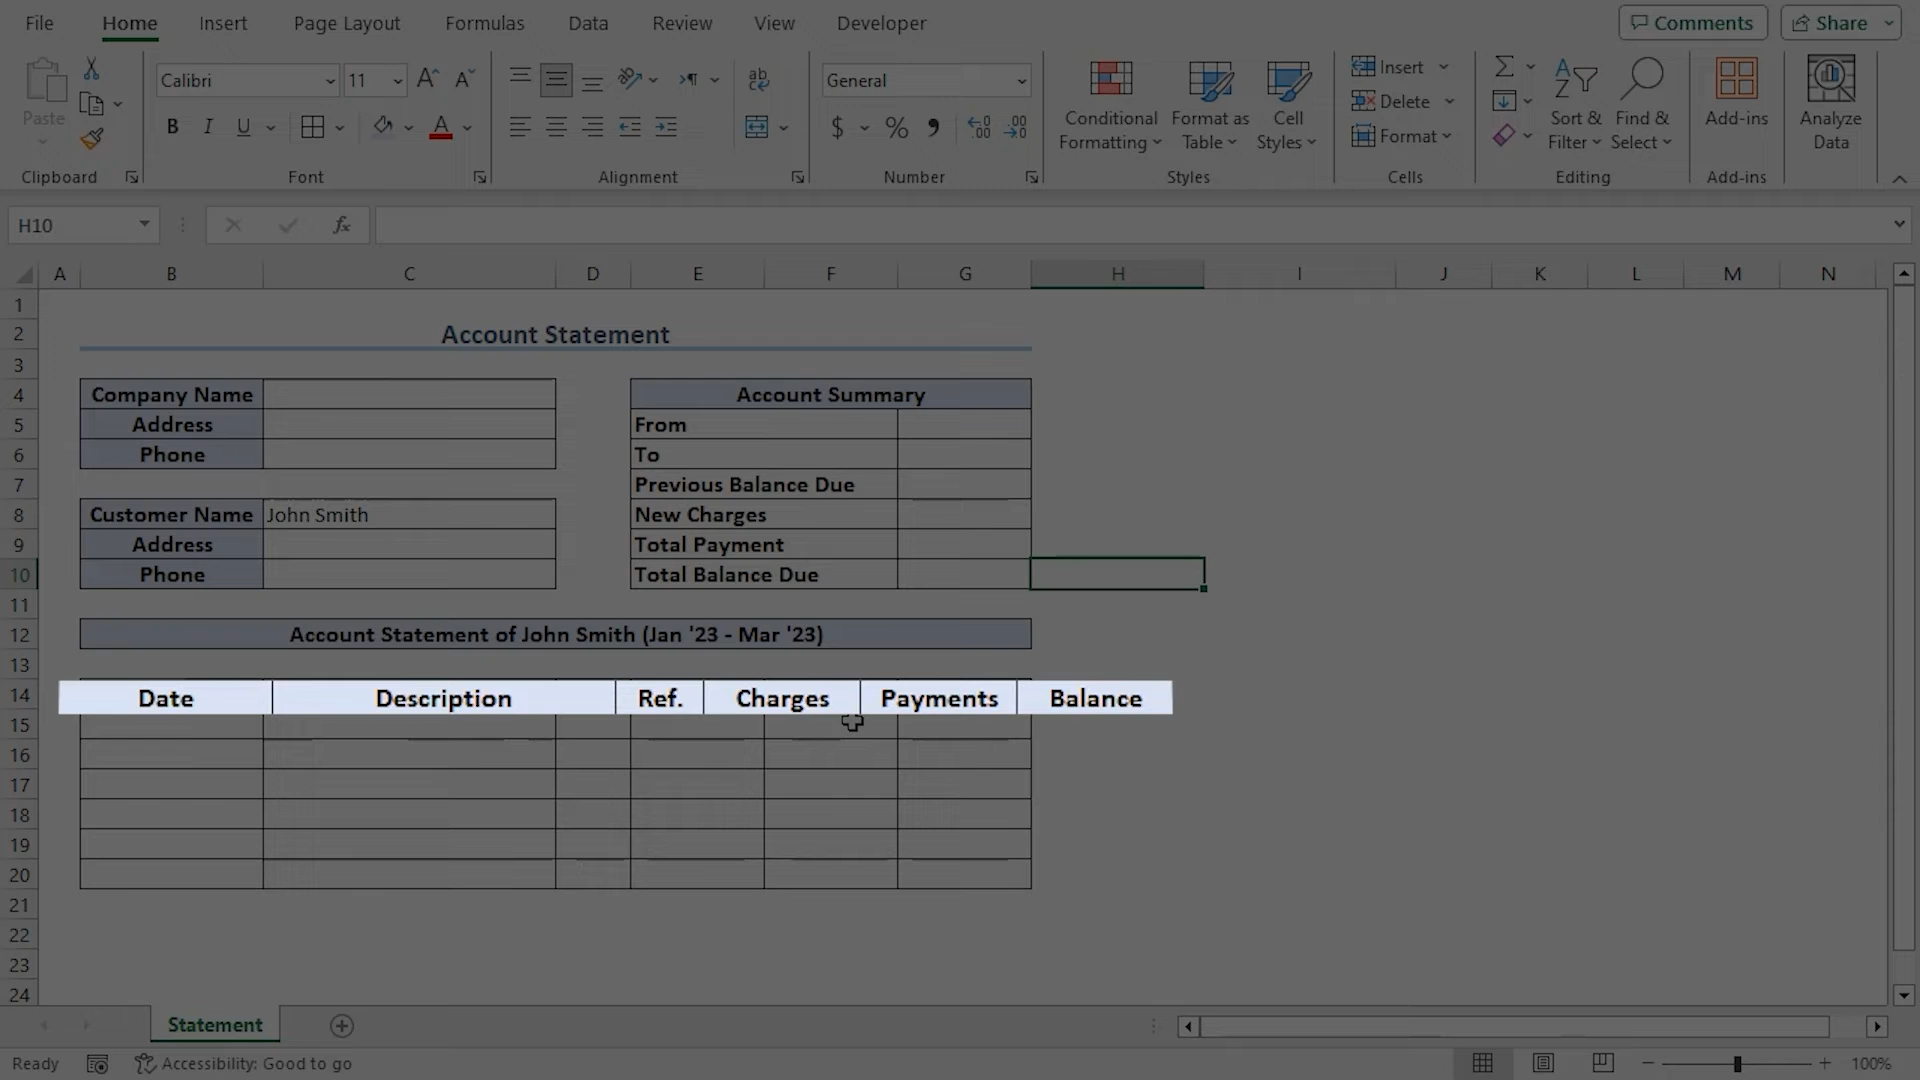 File Home Insert Page Layout Formulas Data Review View Developer Comments Share
Paste
Calibri 11
ab
General
Conditional Formatting
Format as Table
Cell Styles
Insert
Delete
Format
Sort & Filter
Find & Select
Add-ins
Analyze Data
B I U A $ % 9
Clipboard Font Alignment Number Styles Cells Editing Add-ins
H10 fx
A B C D E F G H I J K L M N
1
2 Account Statement
3
4 Company Name Account Summary
5 Address From
6 Phone To
7 Previous Balance Due
8 Customer Name John Smith New Charges
9 Address Total Payment
10 Phone Total Balance Due
11
12 Account Statement of John Smith (Jan '23 - Mar '23)
13
14 Date Description Ref. Charges Payments Balance
15
16
17
18
19
20
21
22
23
24
Statement
Ready Accessibility: Good to go 100%